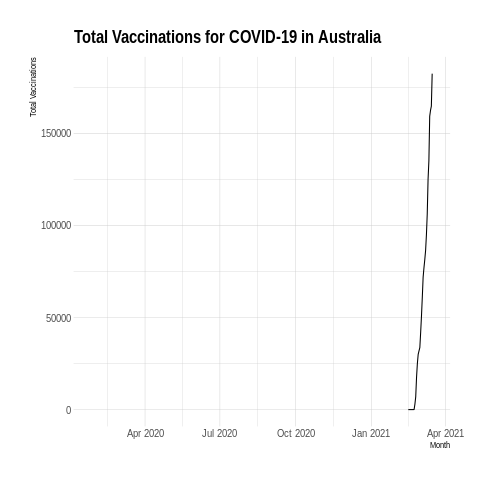 Total Vaccinations for COVID-19 in Australia
Total Vaccinations
150000
100000
50000
0
Apr 2020 Jul 2020 Oct 2020 Jan 2021 Apr 2021
Month